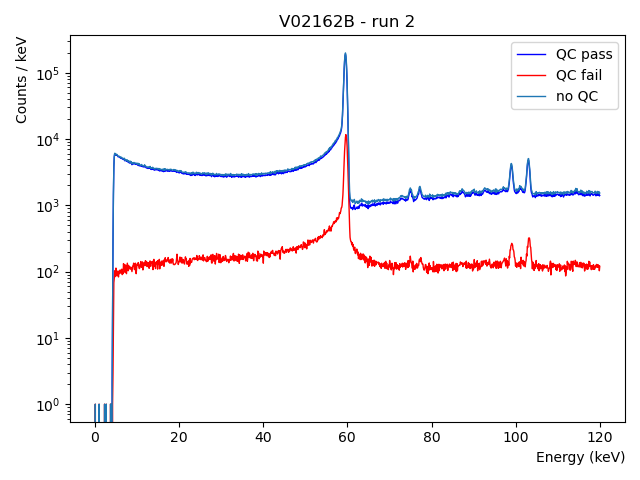 V02162B - run 2
Counts / keV
10^5
10^4
10^3
10^2
10^1
10^0
QC pass
QC fail
no QC
0 20 40 60 80 100 120
Energy (keV)